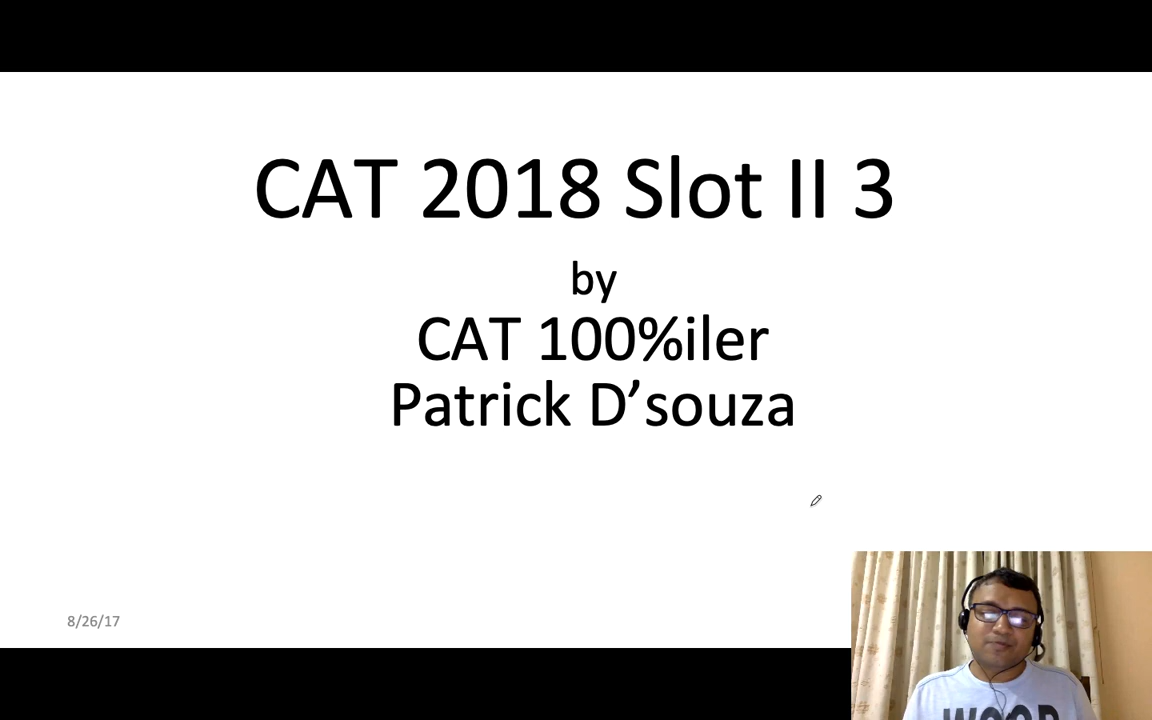 CAT 2018 Slot II 3
by
CAT 100%iler
Patrick D’souza
8/26/17